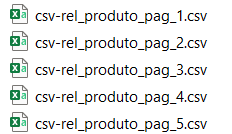 csv-rel_produto_pag_1.csv
csv-rel_produto_pag_2.csv
csv-rel_produto_pag_3.csv
csv-rel_produto_pag_4.csv
csv-rel_produto_pag_5.csv